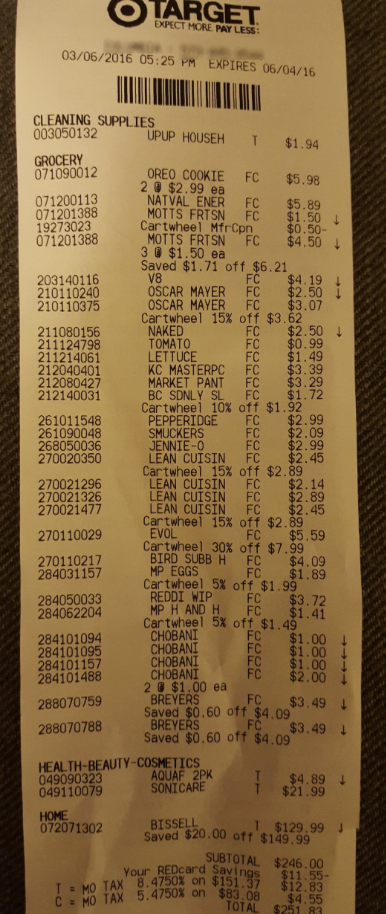 TARGET
EXPECT MORE. PAY LESS.
03/06/2016 05:25 PM EXPIRES 06/04/16
CLEANING SUPPLIES
003050132 UPUP HOUSEH T $1.94
GROCERY
071090012 OREO COOKIE FC $5.98
2 @ $2.99 ea
071200113 NATVAL ENER FC $5.89
071201388 MOTTS FRTSN FC $1.50 ↓
19273023 Cartwheel MfrCpn $0.50-
071201388 MOTTS FRTSN FC $4.50 ↓
3 @ $1.50 ea
Saved $1.71 off $6.21
203140116 V8 FC $4.19 ↓
210110240 OSCAR MAYER FC $2.50 ↓
210110375 OSCAR MAYER FC $3.07
Cartwheel 15% off $3.62
211080156 NAKED FC $2.50 ↓
211124798 TOMATO FC $0.99
211214061 LETTUCE FC $1.49
212040401 KC MASTERPC FC $3.39
212080427 MARKET PANT FC $3.29
212140031 BC SDNLY SL FC $1.72
Cartwheel 10% off $1.92
261011548 PEPPERIDGE FC $2.99
261090048 SMUCKERS FC $2.09
268050036 JENNIE-O FC $2.99
270020350 LEAN CUISIN FC $2.45
Cartwheel 15% off $2.89
270021296 LEAN CUISIN FC $2.14
270021326 LEAN CUISIN FC $2.89
270021477 LEAN CUISIN FC $2.45
Cartwheel 15% off $2.89
270110029 EVOL FC $5.59
Cartwheel 30% off $7.99
270110217 BIRD SUBB H FC $4.09
284031157 MP EGGS FC $1.89
Cartwheel 5% off $1.99
284050033 REDDI WIP FC $3.72
284062204 MP H AND H FC $1.41
Cartwheel 5% off $1.49
284101094 CHOBANI FC $1.00 ↓
284101095 CHOBANI FC $1.00 ↓
284101157 CHOBANI FC $1.00 ↓
284101488 CHOBANI FC $2.00 ↓
2 @ $1.00 ea
288070759 BREYERS FC $3.49 ↓
Saved $0.60 off $4.09
288070788 BREYERS FC $3.49 ↓
Saved $0.60 off $4.09
HEALTH-BEAUTY-COSMETICS
049090323 AQUAF 2PK T $4.89 ↓
049110079 SONICARE T $21.99
HOME
072071302 BISSELL T $129.99 ↓
Saved $20.00 off $149.99
SUBTOTAL $246.00
Your REDcard Savings $11.55-
T = MO TAX 8.4750% on $151.37 $12.83
C = MO TAX 5.4750% on $83.08 $4.55
TOTAL $251.83